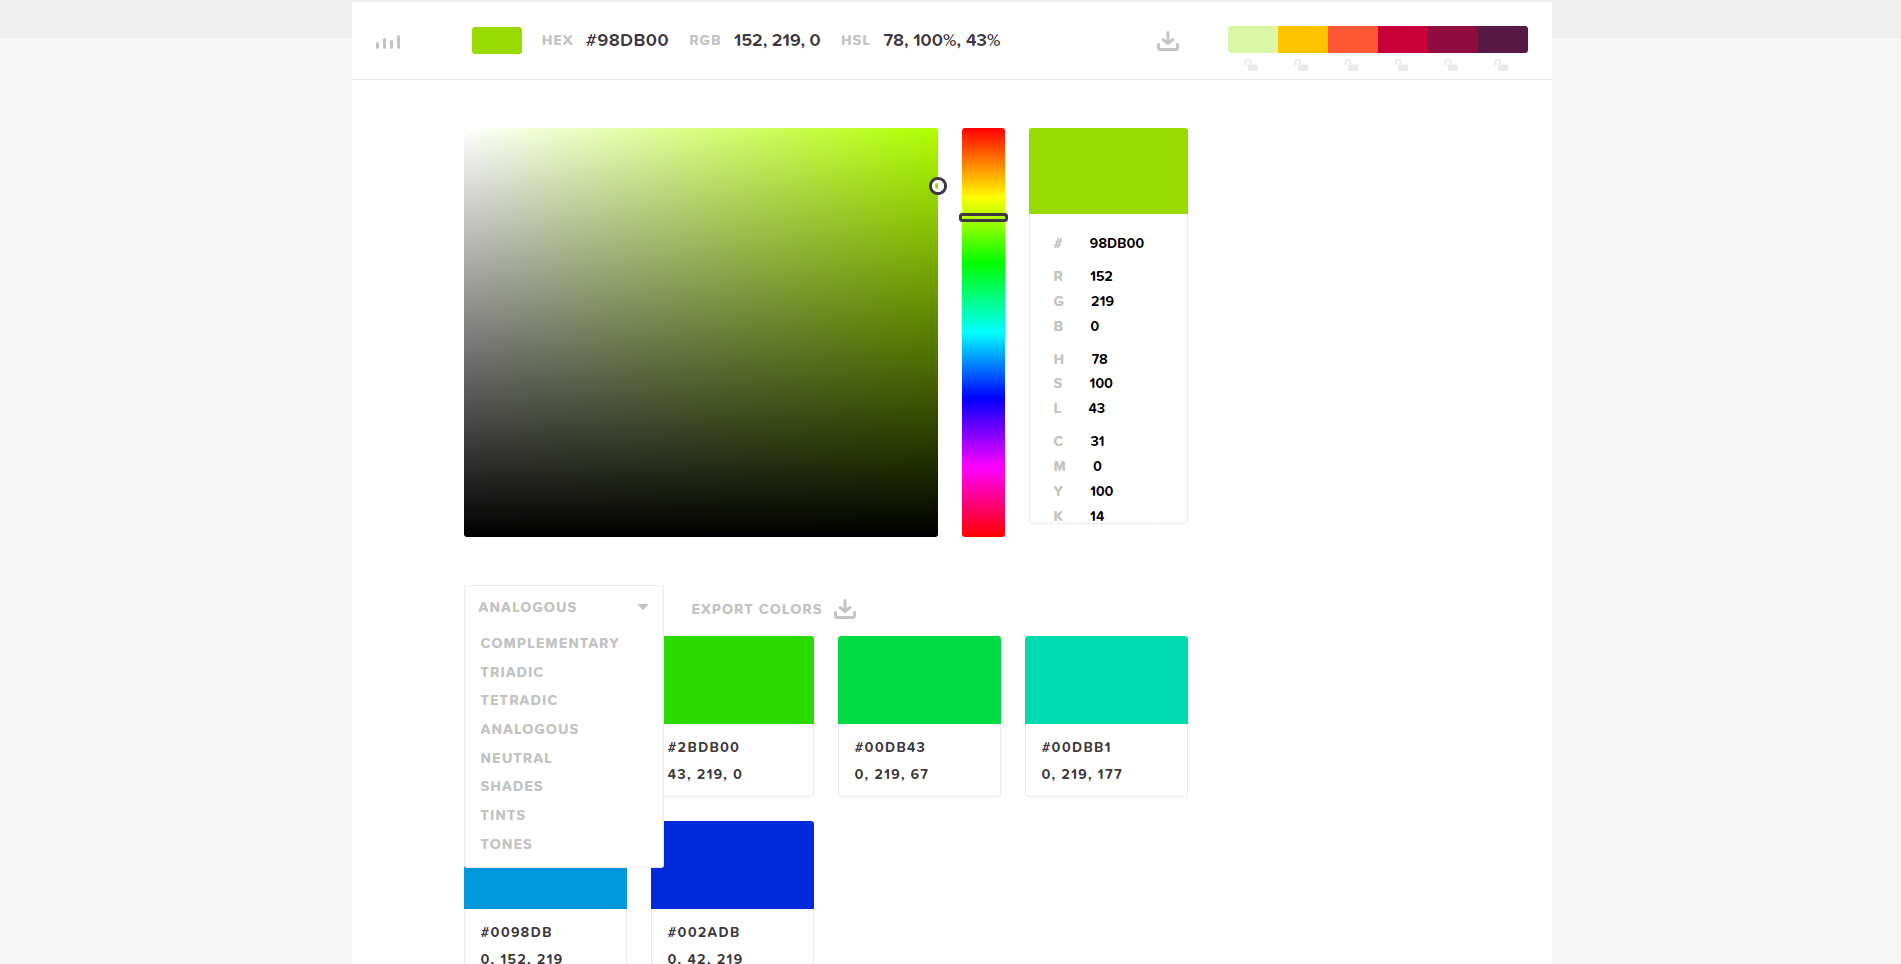 HEX #98DB00 RGB 152, 219, 0 HSL 78, 100%, 43%
# 98DB00
R 152
G 219
B 0
H 78
S 100
L 43
C 31
M 0
Y 100
K 14
ANALOGOUS
EXPORT COLORS
COMPLEMENTARY
TRIADIC
TETRADIC
ANALOGOUS
NEUTRAL
SHADES
TINTS
TONES
#2BDB00
43, 219, 0
#00DB43
0, 219, 67
#00DBB1
0, 219, 177
#0098DB
0, 152, 219
#002ADB
0, 42, 219